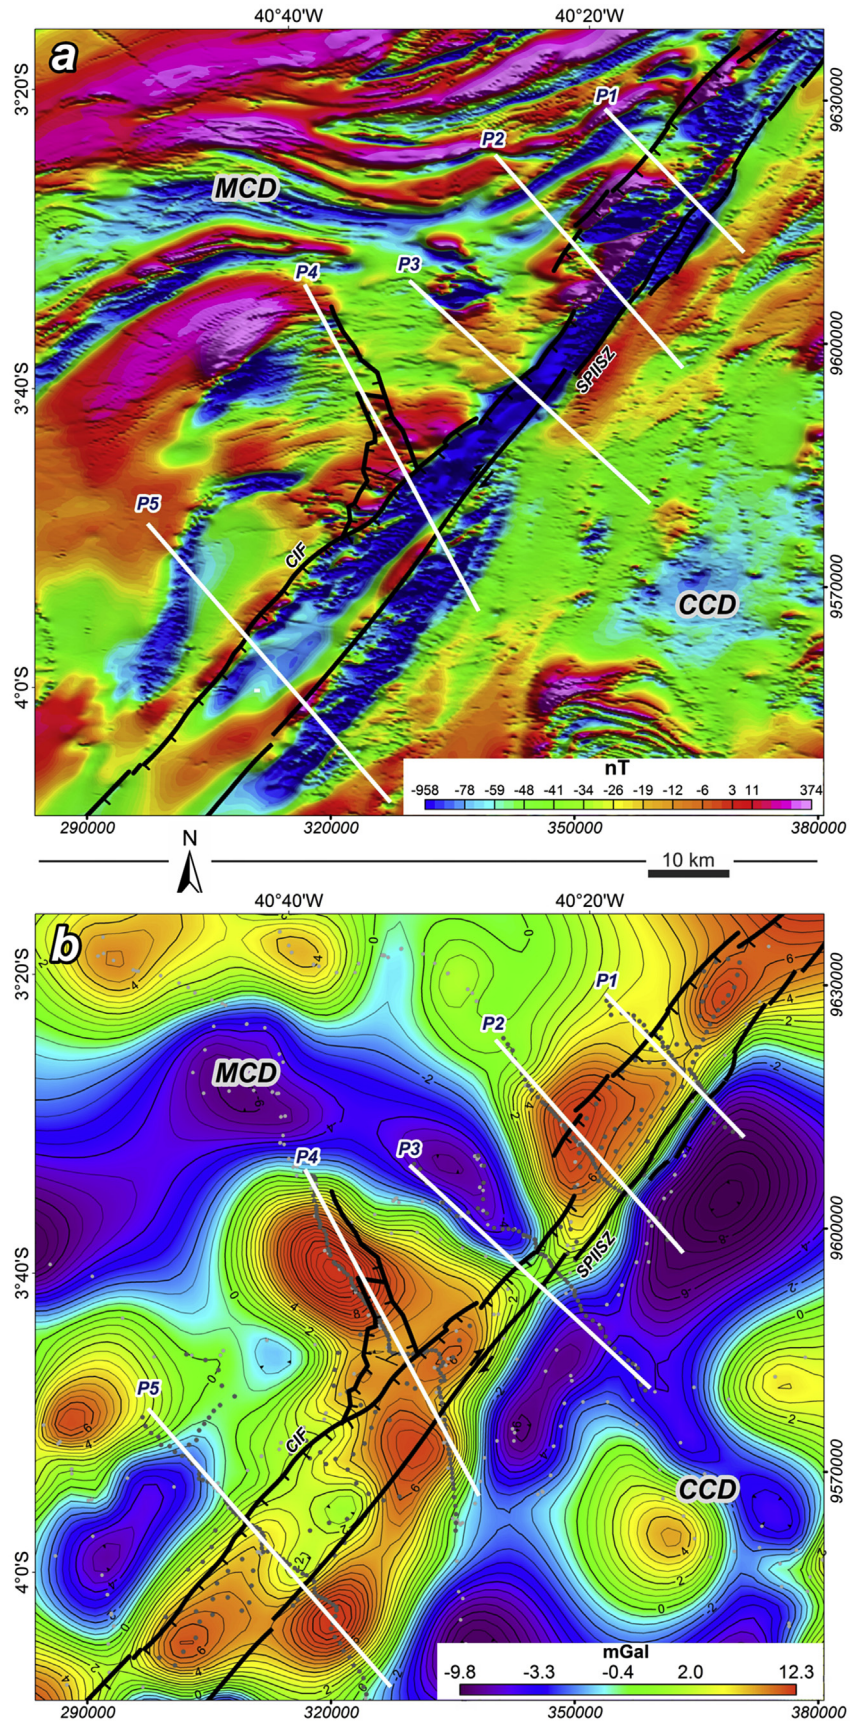 40°40'W 40°20'W
a
3°20'S
9630000
P1
P2
MCD
P3
P4
9600000
SPIISZ
3°40'S
P5
CIF
9570000
CCD
4°0'S
nT
-958 -78 -59 -48 -41 -34 -26 -19 -12 -6 3 11 374
290000 320000 350000 380000
N
10 km
40°40'W 40°20'W
b
3°20'S
9630000
P1
P2
MCD
P3
P4
9600000
SPIISZ
3°40'S
P5
CIF
9570000
CCD
4°0'S
mGal
-9.8 -3.3 -0.4 2.0 12.3
290000 320000 350000 380000